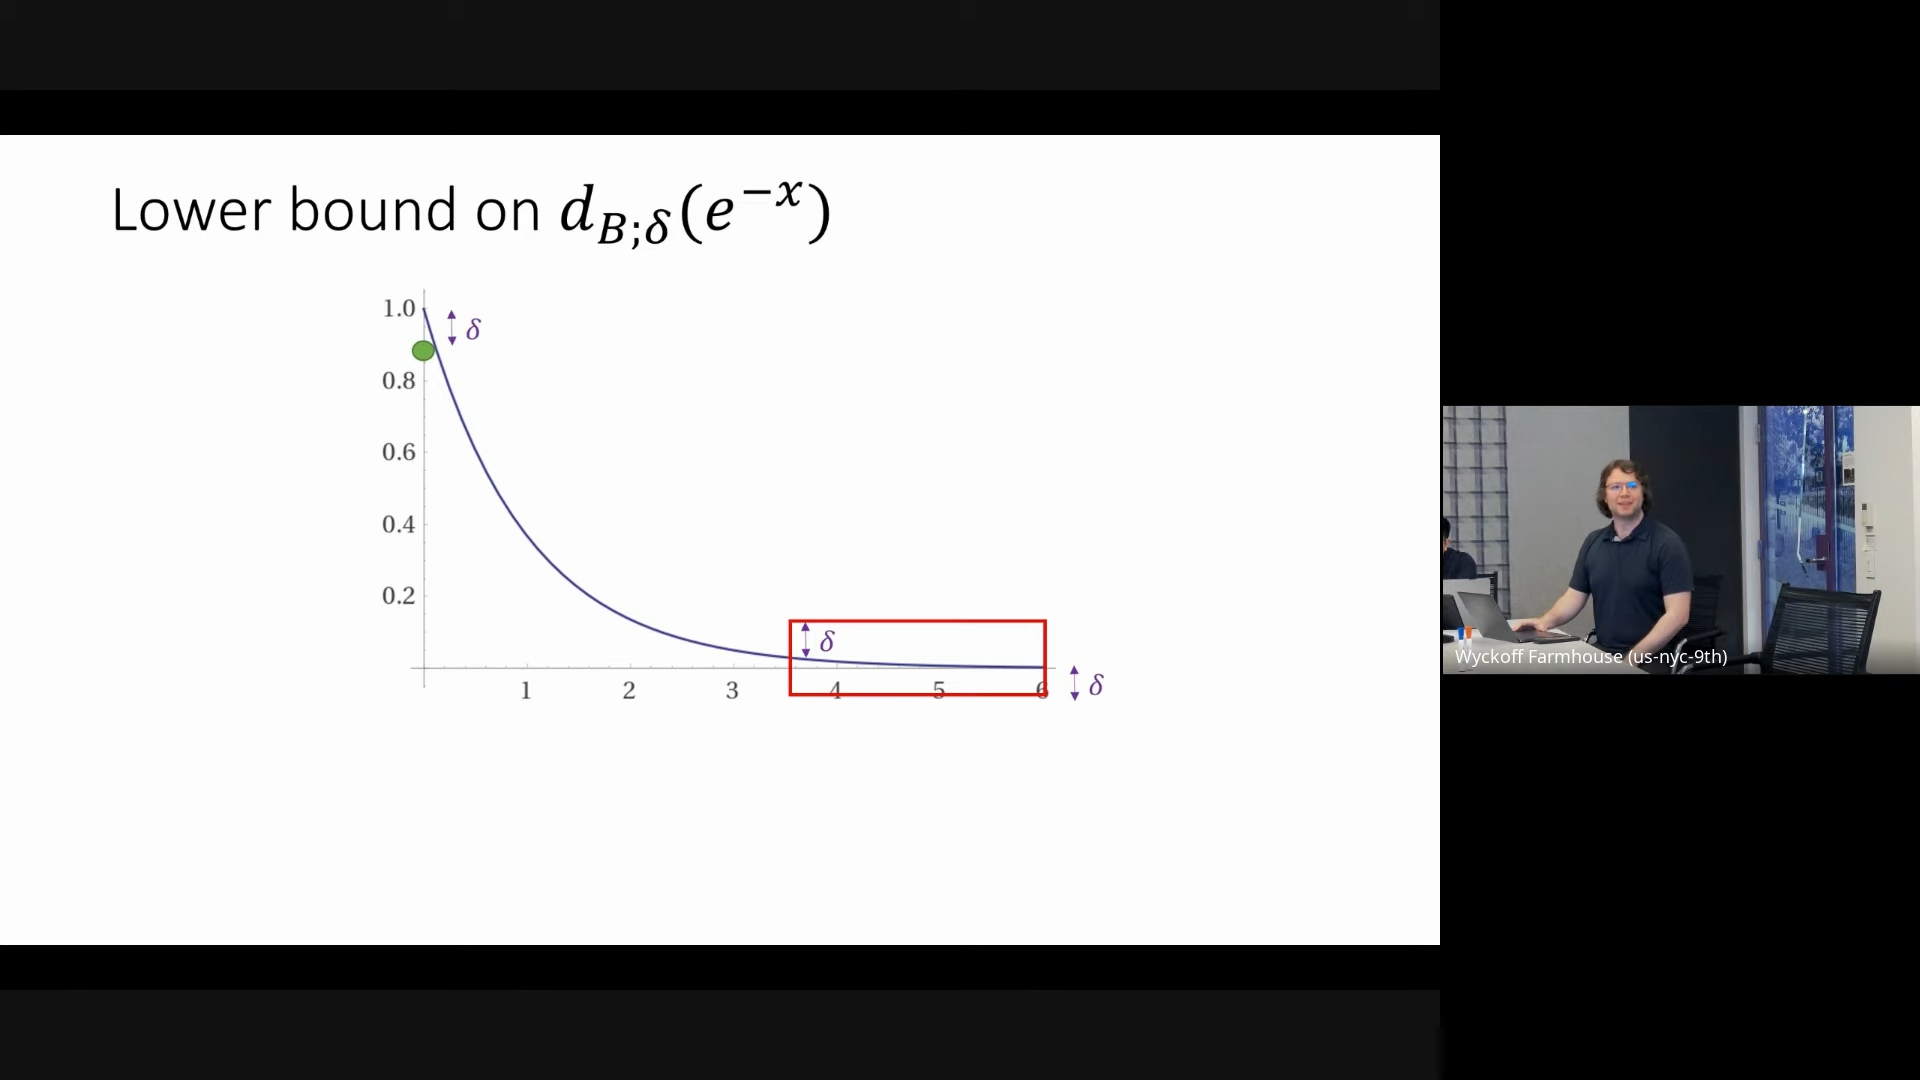 Lower bound on d_{B;δ}(e^{−x})
1.0
δ
0.8
0.6
0.4
0.2
δ
1
2
3
4
5
6
δ
Wyckoff Farmhouse (us-nyc-9th)